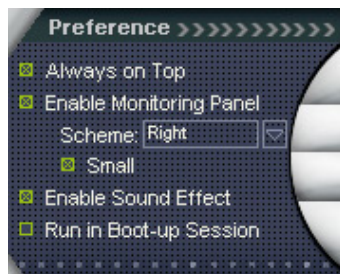 Preference >>>>>>>>>>>
Always on Top
Enable Monitoring Panel
Scheme: Right
Small
Enable Sound Effect
Run in Boot-up Session